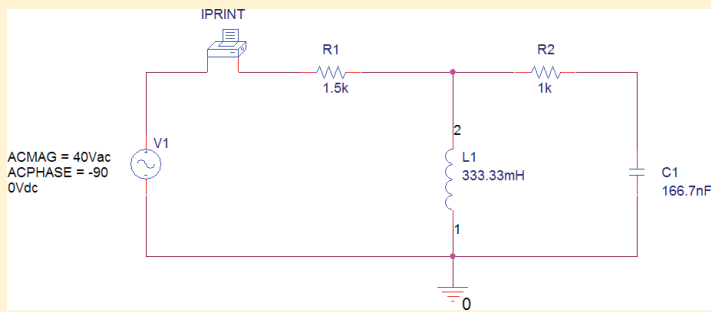 IPRINT
R1
1.5k
R2
1k
V1
ACMAG = 40Vac
ACPHASE = -90
0Vdc
2
L1
333.33mH
1
C1
166.7nF
0